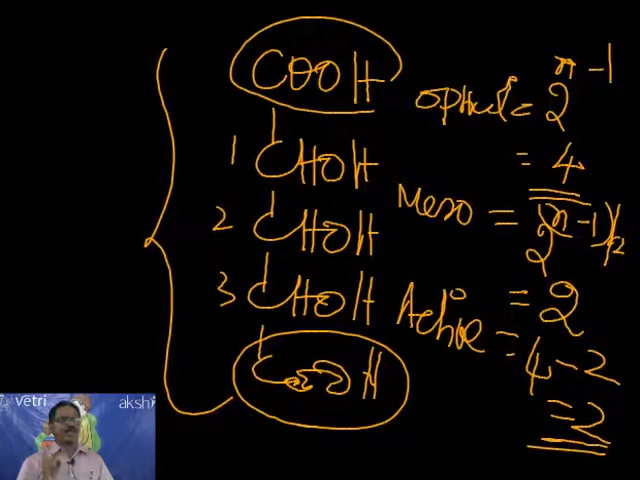 COOH
optical = 2^n-1
1 CHOH
= 4
Meso = 2^(n-1)/2
2 CHOH
3 CHOH
= 2
Active = 4-2
COOH
= 2
vetri
akshi